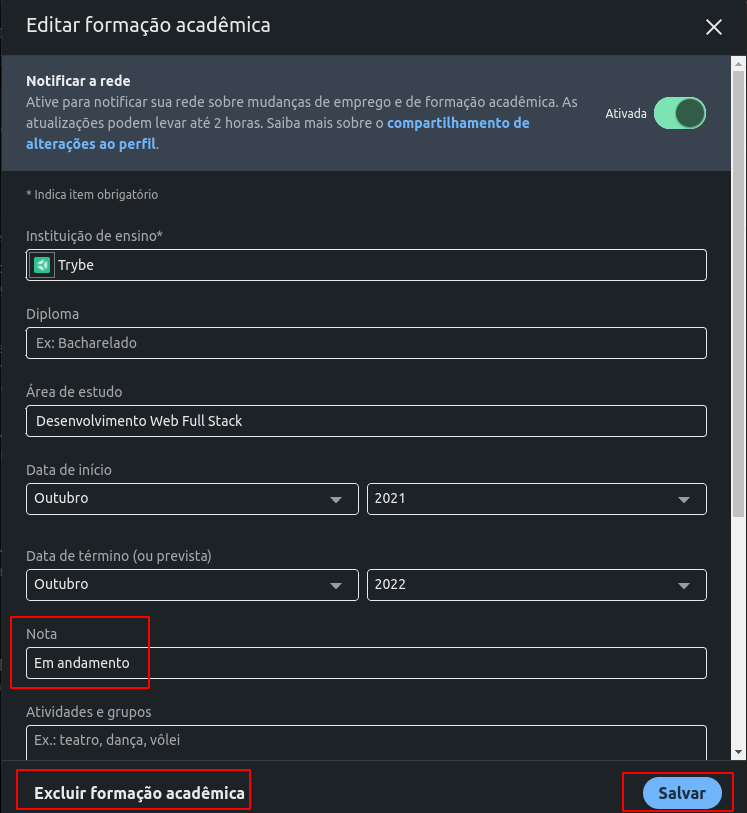 Editar formação acadêmica
Notificar a rede
Ative para notificar sua rede sobre mudanças de emprego e de formação acadêmica. As
atualizações podem levar até 2 horas. Saiba mais sobre o compartilhamento de
alterações ao perfil.
Ativada
* Indica item obrigatório
Instituição de ensino*
Trybe
Diploma
Ex: Bacharelado
Área de estudo
Desenvolvimento Web Full Stack
Data de início
Outubro 2021
Data de término (ou prevista)
Outubro 2022
Nota
Em andamento
Atividades e grupos
Ex.: teatro, dança, vôlei
Excluir formação acadêmica Salvar